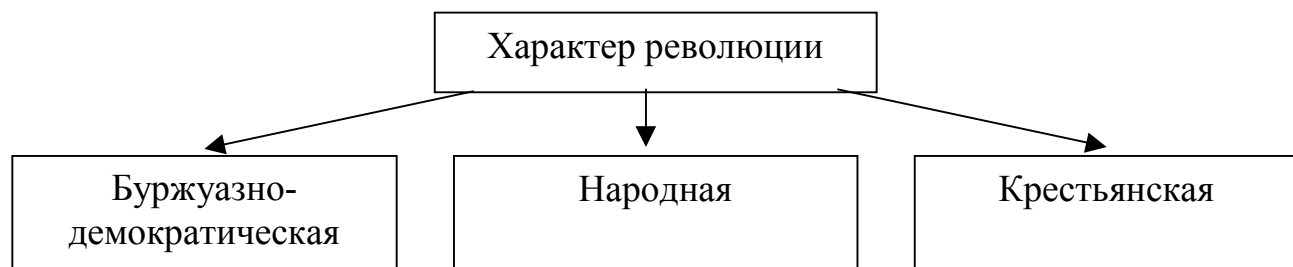 Характер революции
Буржуазно-
демократическая
Народная
Крестьянская